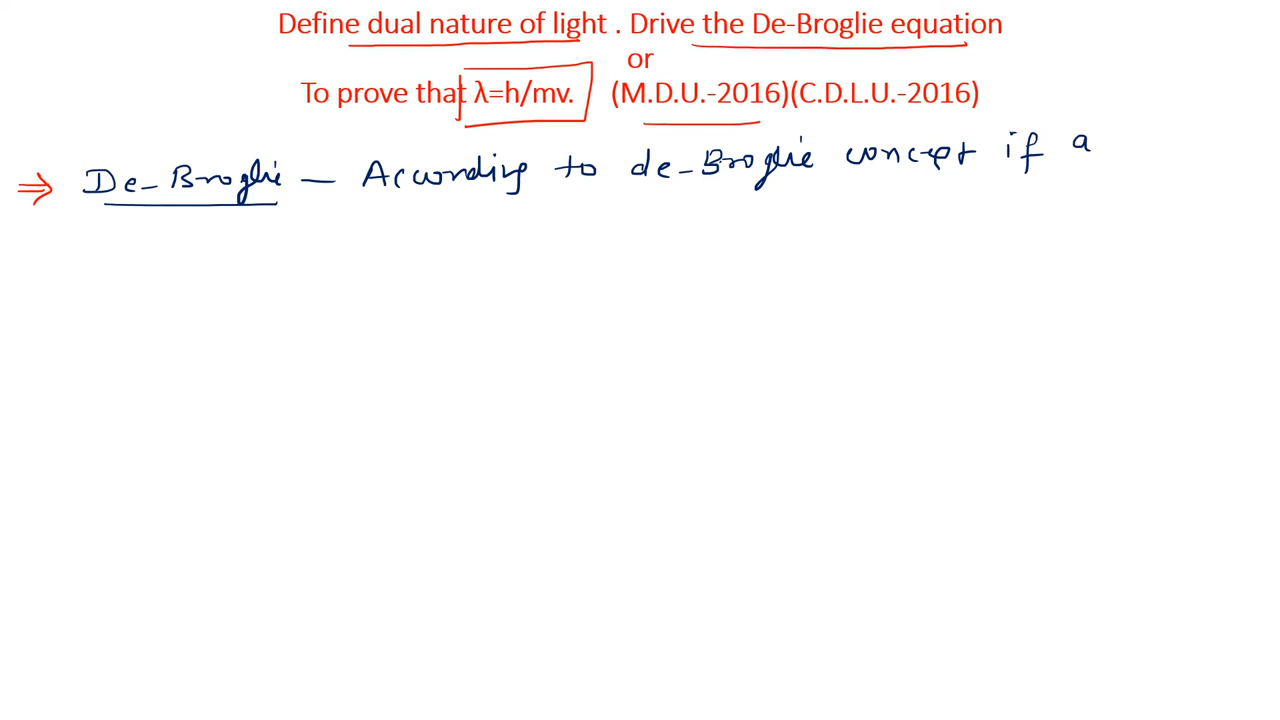 Define dual nature of light . Drive the De-Broglie equation
or
To prove that λ=h/mv. (M.D.U.-2016)(C.D.L.U.-2016)
⇒ De-Broglie — According to de-Broglie concept if a